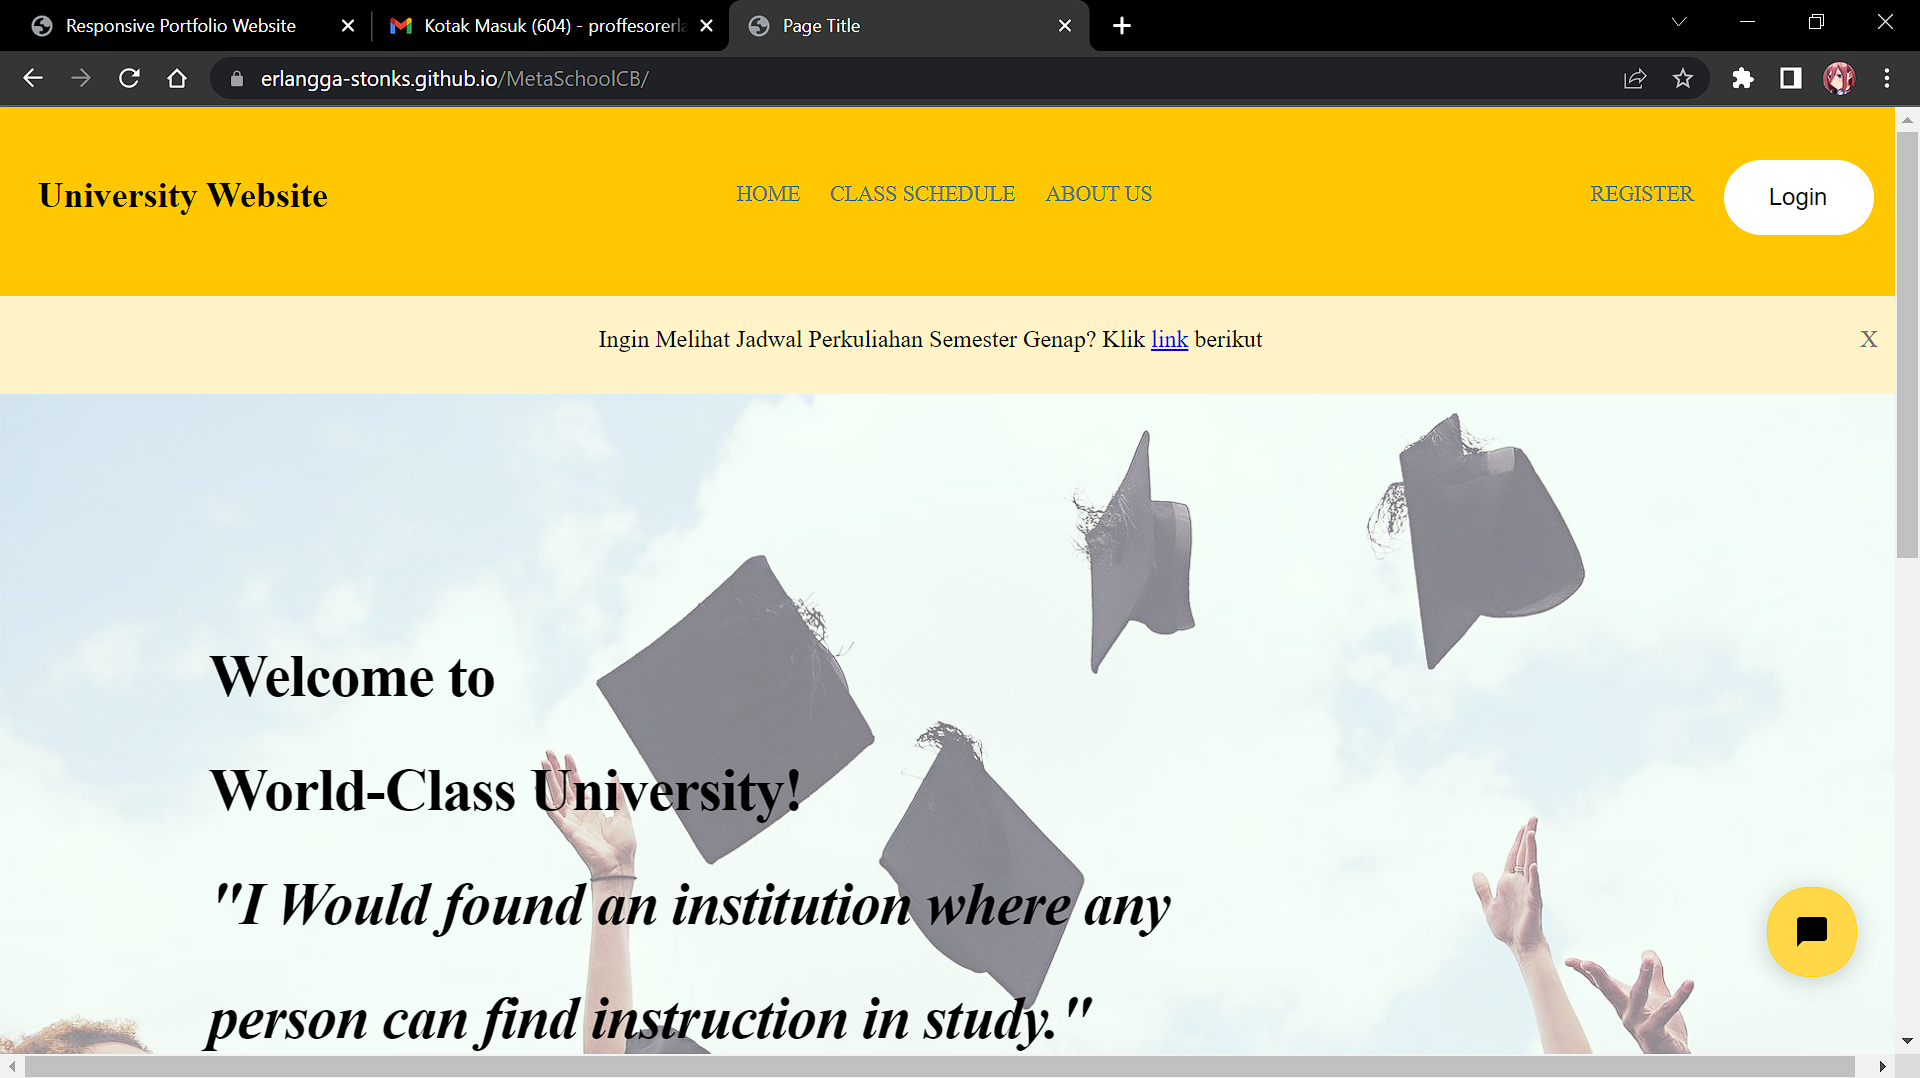 Responsive Portfolio Website
Kotak Masuk (604) - proffesorerla
Page Title
erlangga-stonks.github.io/MetaSchoolCB/
University Website
HOME CLASS SCHEDULE ABOUT US
REGISTER
Login
Ingin Melihat Jadwal Perkuliahan Semester Genap? Klik link berikut
X
Welcome to
World-Class University!
"I Would found an institution where any
person can find instruction in study."